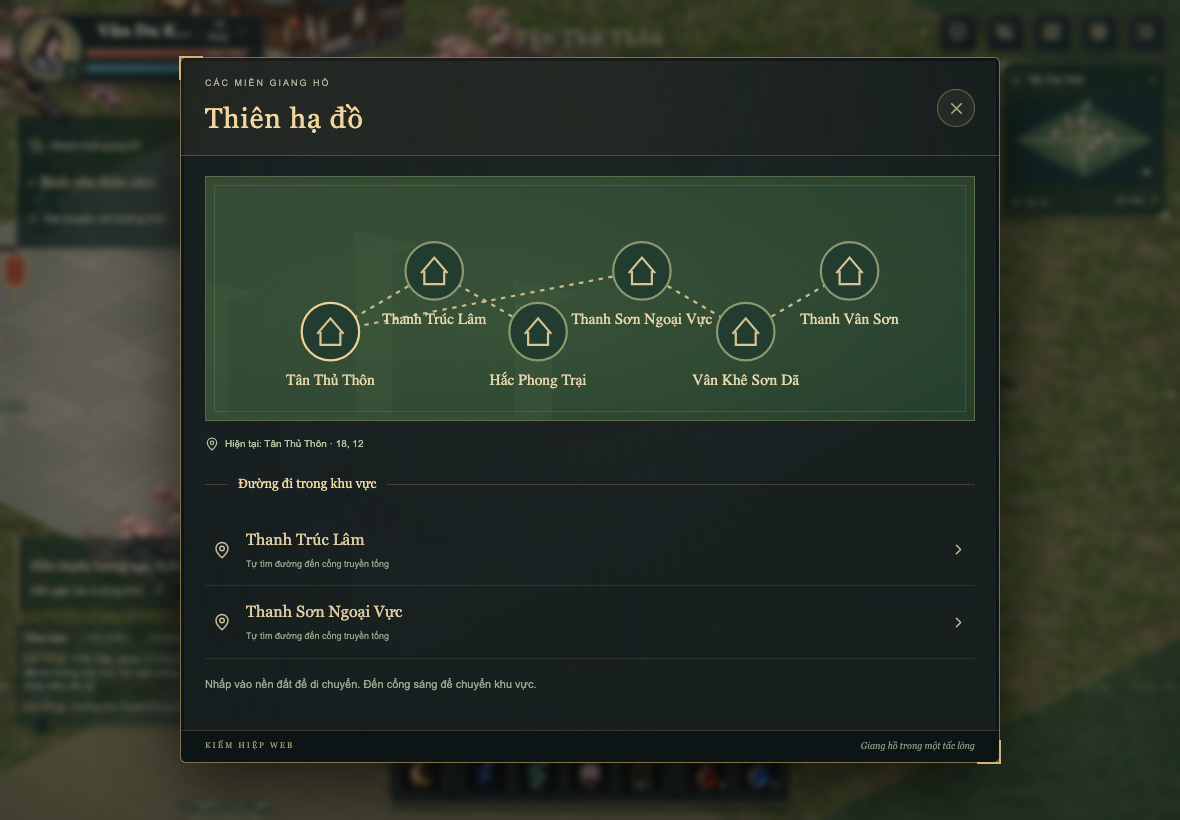 CÁC MIỀN GIANG HỒ
Thiên hạ đồ
Thanh Trúc Lâm
Thanh Sơn Ngoại Vực
Thanh Vân Sơn
Tân Thủ Thôn
Hắc Phong Trại
Vân Khê Sơn Dã
Hiện tại: Tân Thủ Thôn · 18, 12
Đường đi trong khu vực
Thanh Trúc Lâm
Tự tìm đường đến cổng truyền tống
Thanh Sơn Ngoại Vực
Tự tìm đường đến cổng truyền tống
Nhấp vào nền đất để di chuyển. Đến cổng sáng để chuyển khu vực.
KIẾM HIỆP WEB
Giang hồ trong một tấc lòng